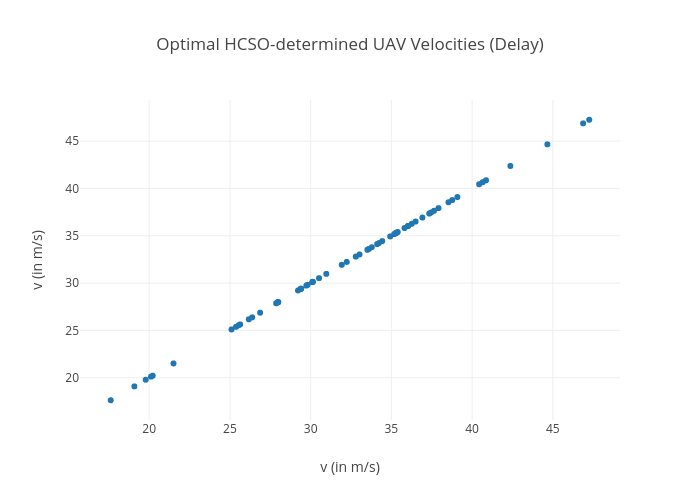 Optimal HCSO-determined UAV Velocities (Delay)
v (in m/s)
45
40
35
30
25
20
20 25 30 35 40 45
v (in m/s)